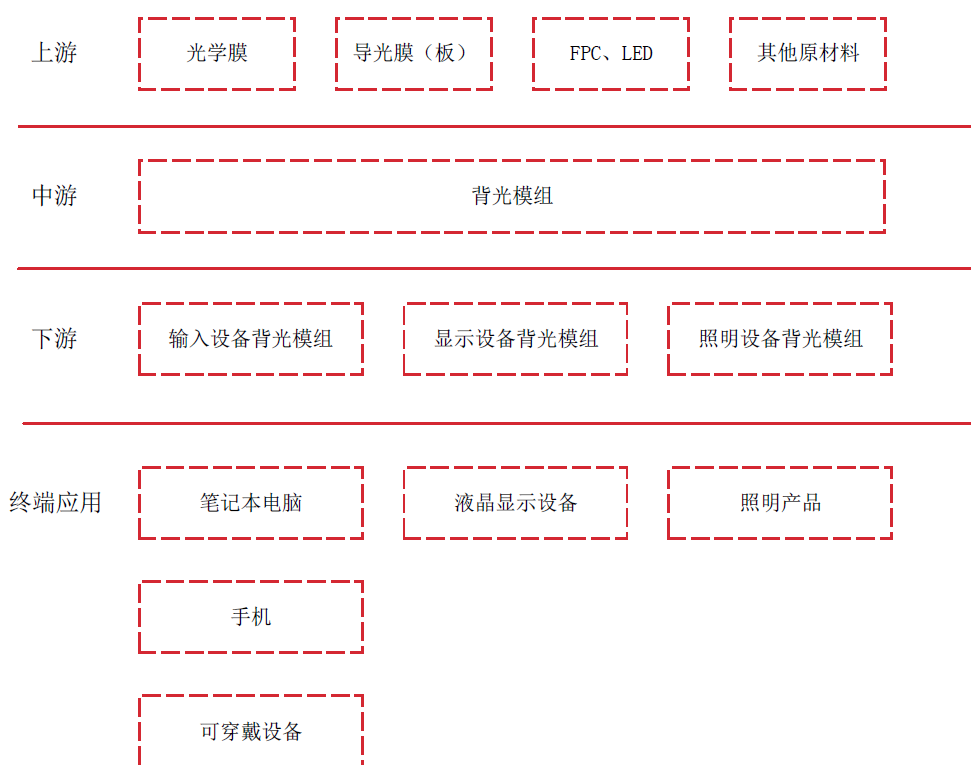 上游
光学膜
导光膜（板）
FPC、LED
其他原材料
中游
背光模组
下游
输入设备背光模组
显示设备背光模组
照明设备背光模组
终端应用
笔记本电脑
液晶显示设备
照明产品
手机
可穿戴设备